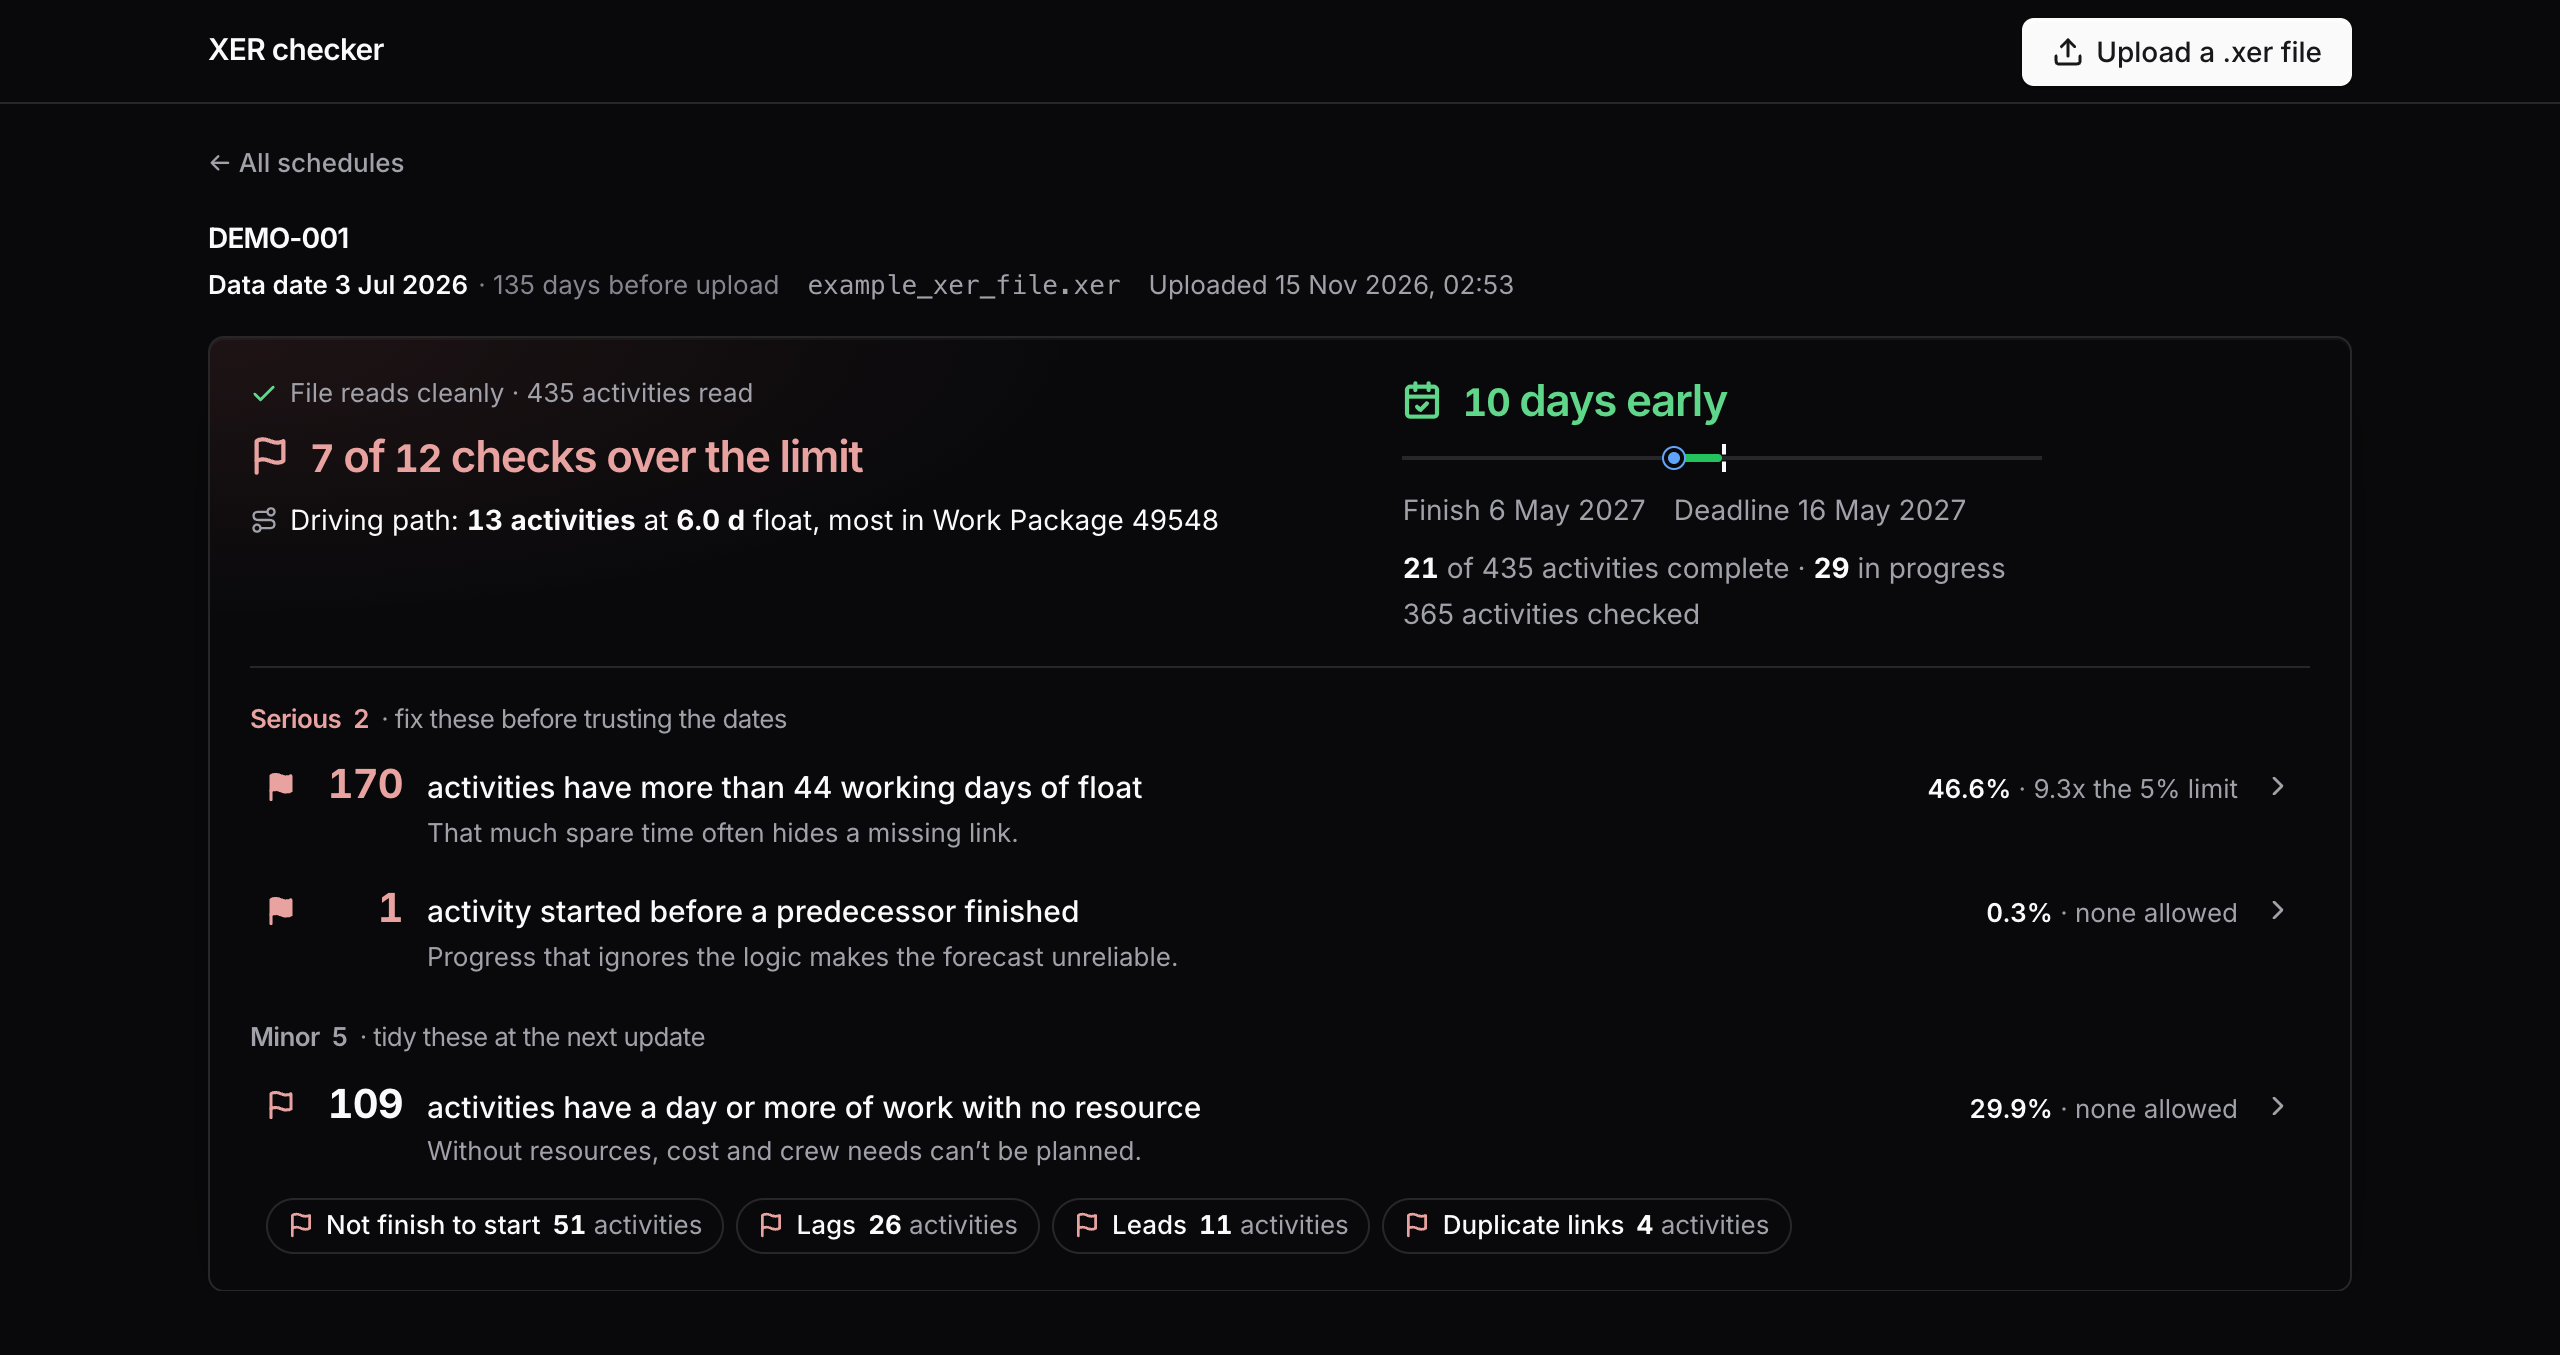 XER checker
Upload a .xer file
← All schedules
DEMO-001
Data date 3 Jul 2026 · 135 days before upload example_xer_file.xer Uploaded 15 Nov 2026, 02:53
File reads cleanly · 435 activities read
7 of 12 checks over the limit
Driving path: 13 activities at 6.0 d float, most in Work Package 49548
10 days early
Finish 6 May 2027 Deadline 16 May 2027
21 of 435 activities complete · 29 in progress
365 activities checked
Serious 2 · fix these before trusting the dates
170 activities have more than 44 working days of float 46.6% · 9.3x the 5% limit
That much spare time often hides a missing link.
1 activity started before a predecessor finished 0.3% · none allowed
Progress that ignores the logic makes the forecast unreliable.
Minor 5 · tidy these at the next update
109 activities have a day or more of work with no resource 29.9% · none allowed
Without resources, cost and crew needs can’t be planned.
Not finish to start 51 activities Lags 26 activities Leads 11 activities Duplicate links 4 activities